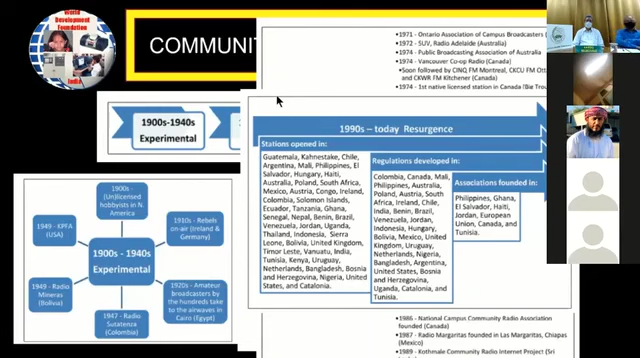 World
Development
Foundation
India
COMMUNIT
1971 - Ontario Association of Campus Broadcasters
1972 - SUV, Radio Adelaide (Australia)
1974 - Public Broadcasting Association of Australia
1974 - Vancouver Co-op Radio (Canada)
Soon followed by CINQ FM Montreal, CKCU FM Ott
and CKWR FM Kitchener (Canada)
1974 - 1st native licensed station in Canada (Big Trou
1900s-1940s
Experimental
1990s – today Resurgence
Stations opened in:
Guatemala, Kahnestake, Chile,
Argentina, Mali, Philippines, El
Salvador, Hungary, Haiti,
Australia, Poland, South Africa,
Mexico, Austria, Congo, Ireland,
Colombia, Solomon Islands,
Ecuador, Tanzania, Ghana,
Senegal, Nepal, Benin, Brazil,
Venezuela, Jordan, Uganda,
Thailand, Indonesia, Sierra
Leone, Bolivia, United Kingdom,
Timor Leste, Vanuatu, India,
Tunisia, Kenya, Uruguay,
Netherlands, Bangladesh, Bosnia
and Herzegovina, Nigeria, United
States, and Catalonia.
Regulations developed in:
Colombia, Canada, Mali,
Philippines, Australia,
Poland, Austria, South
Africa, Ireland, Chile,
India, Benin, Brazil,
Venezuela, Jordan,
Indonesia, Hungary,
Bolivia, Mexico, United
Kingdom, Uruguay,
Netherlands, Nigeria,
Bangladesh, Argentina,
United States, Bosnia
and Herzegovina,
Uganda, Catalonia, and
Tunisia.
Associations founded in:
Philippines, Ghana,
El Salvador, Haiti,
Jordan, European
Union, Canada, and
Tunisia.
1900s -
(Un)licensed
hobbyists in N.
America
1949 - KPFA
(USA)
1910s - Rebels
on-air (Ireland &
Germany)
1900s - 1940s
Experimental
1949 - Radio
Mineras
(Bolivia)
1920s - Amateur
broadcasters by
the hundreds take
to the airwaves in
Cairo (Egypt)
1947 - Radio
Sutatenza
(Colombia)
1986 - National Campus Community Radio Association
founded (Canada)
1987 - Radio Margaritas founded in Las Margaritas, Chiapas
(Mexico)
1989 - Kothmale Community Radio Internet Project (Sri